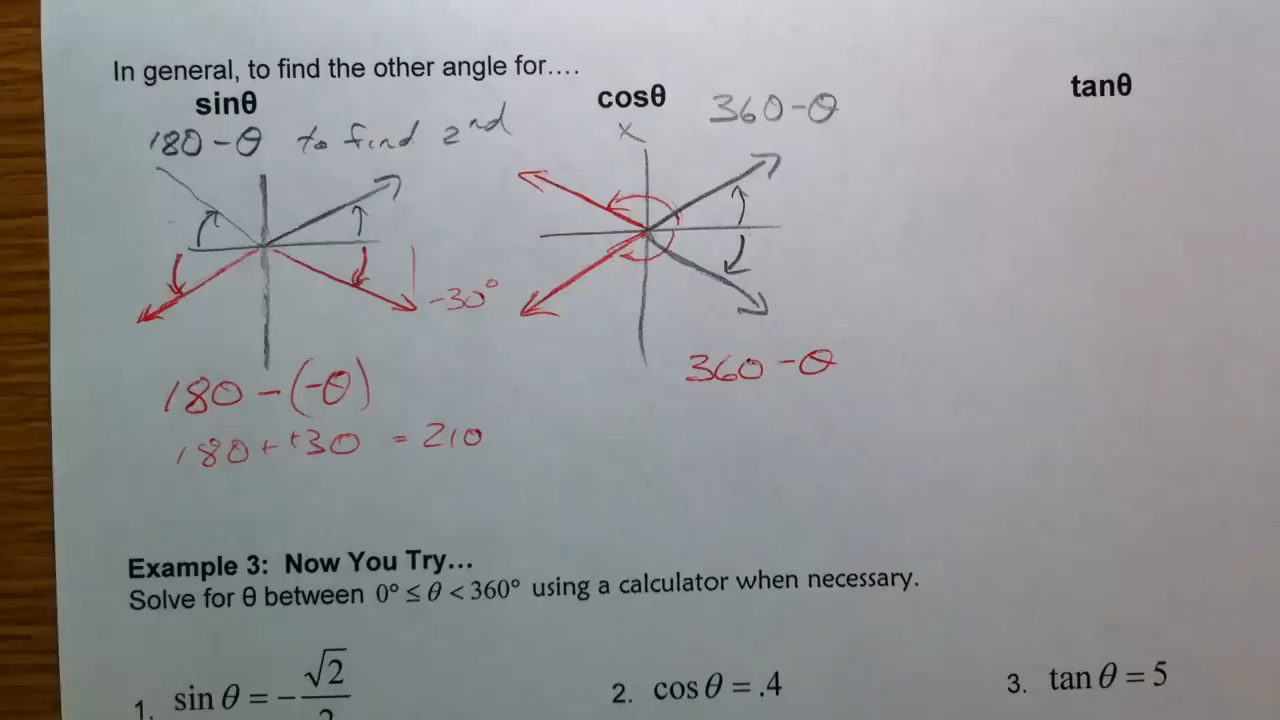 In general, to find the other angle for….
sinθ
cosθ
tanθ
180-θ to find 2nd
x
360-θ
-30°
180-(-θ)
180++30 = 210
360-θ
Example 3: Now You Try…
Solve for θ between 0° ≤ θ < 360° using a calculator when necessary.
1. sin θ = -√2/2
2. cos θ = .4
3. tan θ = 5